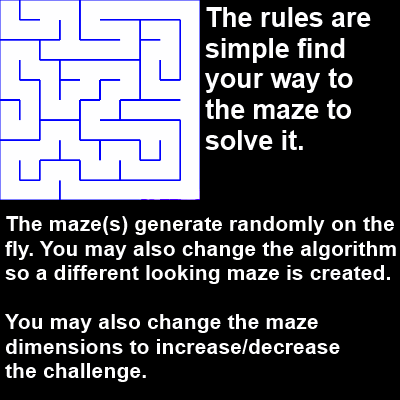 The rules are
simple find
your way to
the maze to
solve it.
The maze(s) generate randomly on the
fly. You may also change the algorithm
so a different looking maze is created.
You may also change the maze
dimensions to increase/decrease
the challenge.